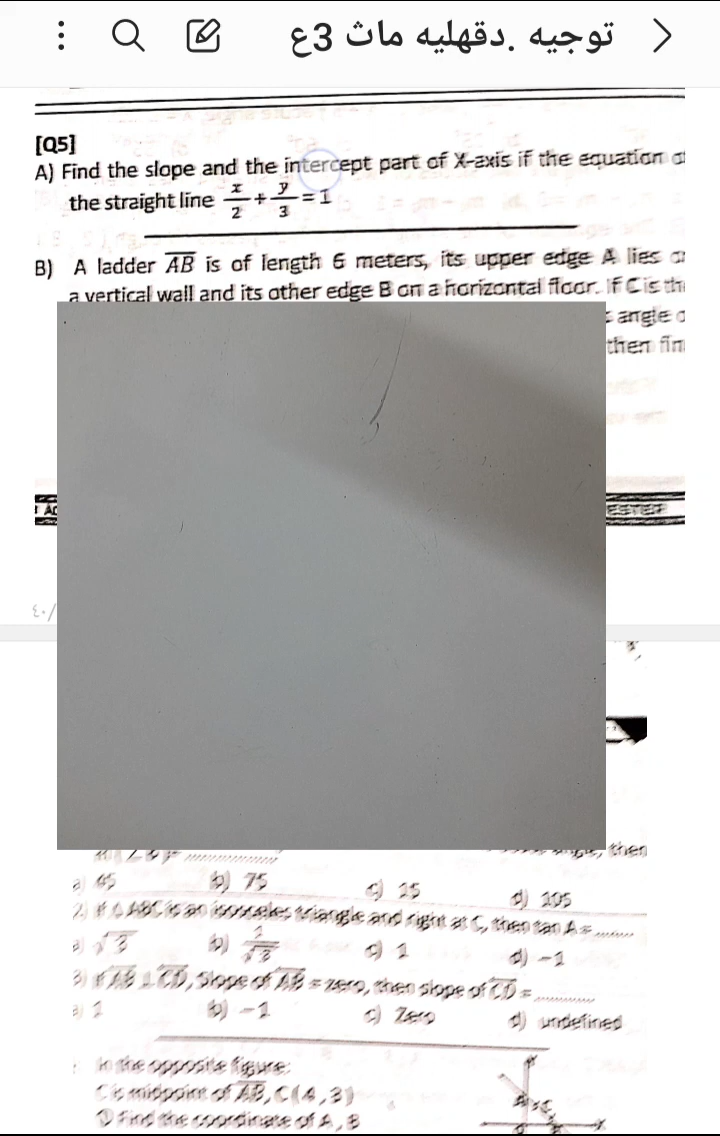 توجيه .دقهليه ماث 3ع
[Q5]
A) Find the slope and the intercept part of X-axis if the equation
the straight line x/2 + y/3 = 1
B) A ladder AB is of length 6 meters, its upper edge A lies
a vertical wall and its other edge B on a horizontal floor. If C is
angle
then
٤٠/
then
a) 45 b) 75 c) 15 d) 105
2) If ΔABC is an isosceles triangle and right at C, then tan A = ........
a) √3 b) 1/√3 c) 1 d) -1
3) If AB ⊥ CD, Slope of AB = zero, then slope of CD = ............
a) 1 b) -1 c) Zero d) undefined
In the opposite figure:
C is midpoint of AB, C(4,3)
① Find the coordinate of A, B